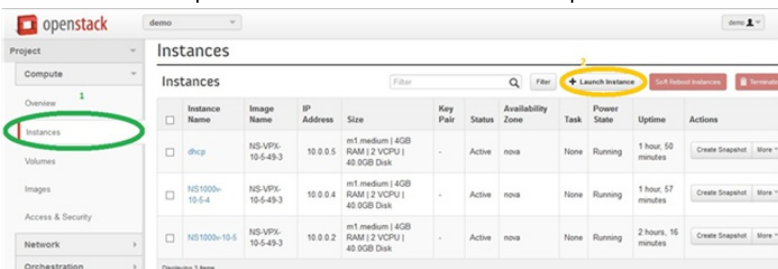 openstack
demo
demo
Project
Instances
Compute
Instances
Filter
Filter
2
+ Launch Instance
Soft Reboot Instances
Terminate
Overview
1
Instance Name
Image Name
IP Address
Size
Key Pair
Status
Availability Zone
Task
Power State
Uptime
Actions
Instances
dhcp
NS-VPX-10-5-49-3
10.0.0.5
m1.medium | 4GB RAM | 2 VCPU | 40.0GB Disk
-
Active
nova
None
Running
1 hour, 50 minutes
Create Snapshot
More
Volumes
Images
NS1000v-10-5-4
NS-VPX-10-5-49-3
10.0.0.4
m1.medium | 4GB RAM | 2 VCPU | 40.0GB Disk
-
Active
nova
None
Running
1 hour, 57 minutes
Create Snapshot
More
Access & Security
Network
NS1000v-10-5
NS-VPX-10-5-49-3
10.0.0.2
m1.medium | 4GB RAM | 2 VCPU | 40.0GB Disk
-
Active
nova
None
Running
2 hours, 16 minutes
Create Snapshot
More
Orchestration
Displaying 3 items